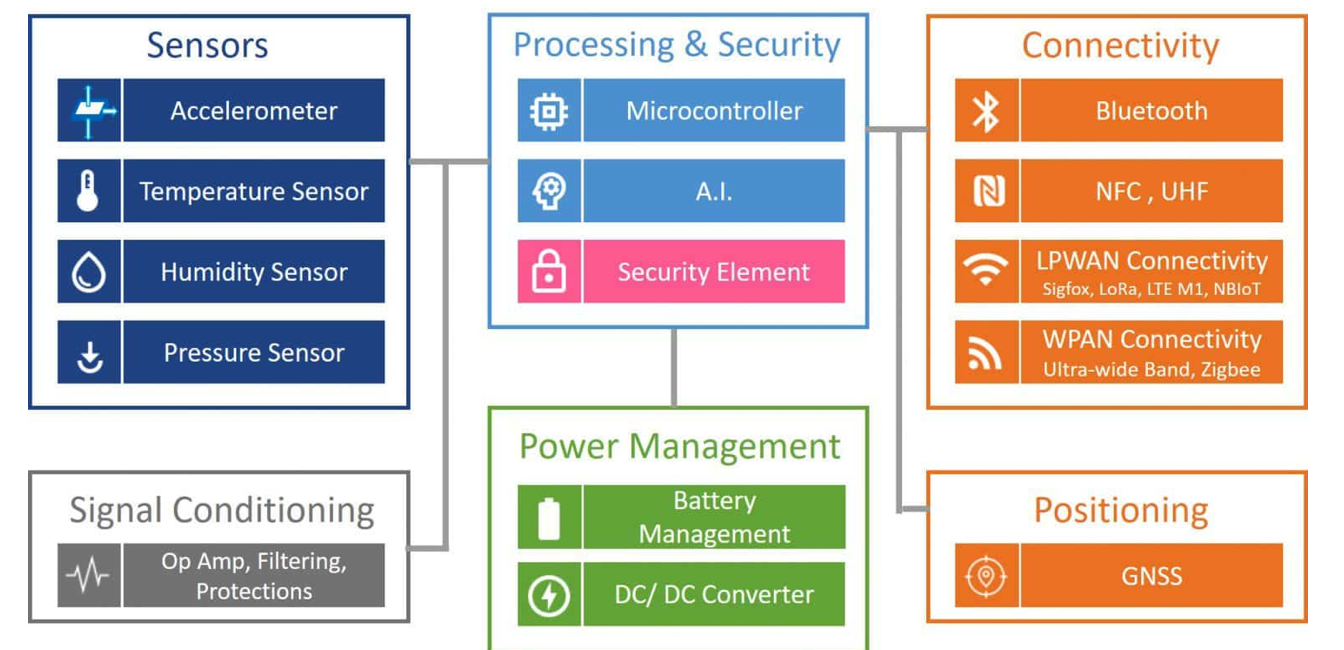 Sensors
Accelerometer
Temperature Sensor
Humidity Sensor
Pressure Sensor
Signal Conditioning
Op Amp, Filtering,
Protections
Processing & Security
Microcontroller
A.I.
Security Element
Power Management
Battery
Management
DC/ DC Converter
Connectivity
Bluetooth
NFC , UHF
LPWAN Connectivity
Sigfox, LoRa, LTE M1, NBIoT
WPAN Connectivity
Ultra-wide Band, Zigbee
Positioning
GNSS